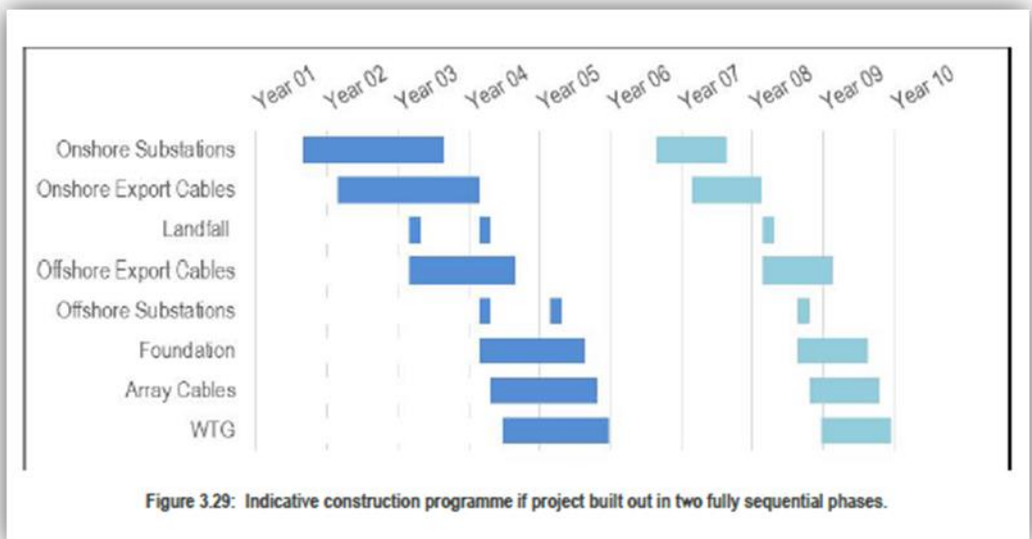 Year 01 Year 02 Year 03 Year 04 Year 05 Year 06 Year 07 Year 08 Year 09 Year 10
Onshore Substations
Onshore Export Cables
Landfall
Offshore Export Cables
Offshore Substations
Foundation
Array Cables
WTG
Figure 3.29: Indicative construction programme if project built out in two fully sequential phases.